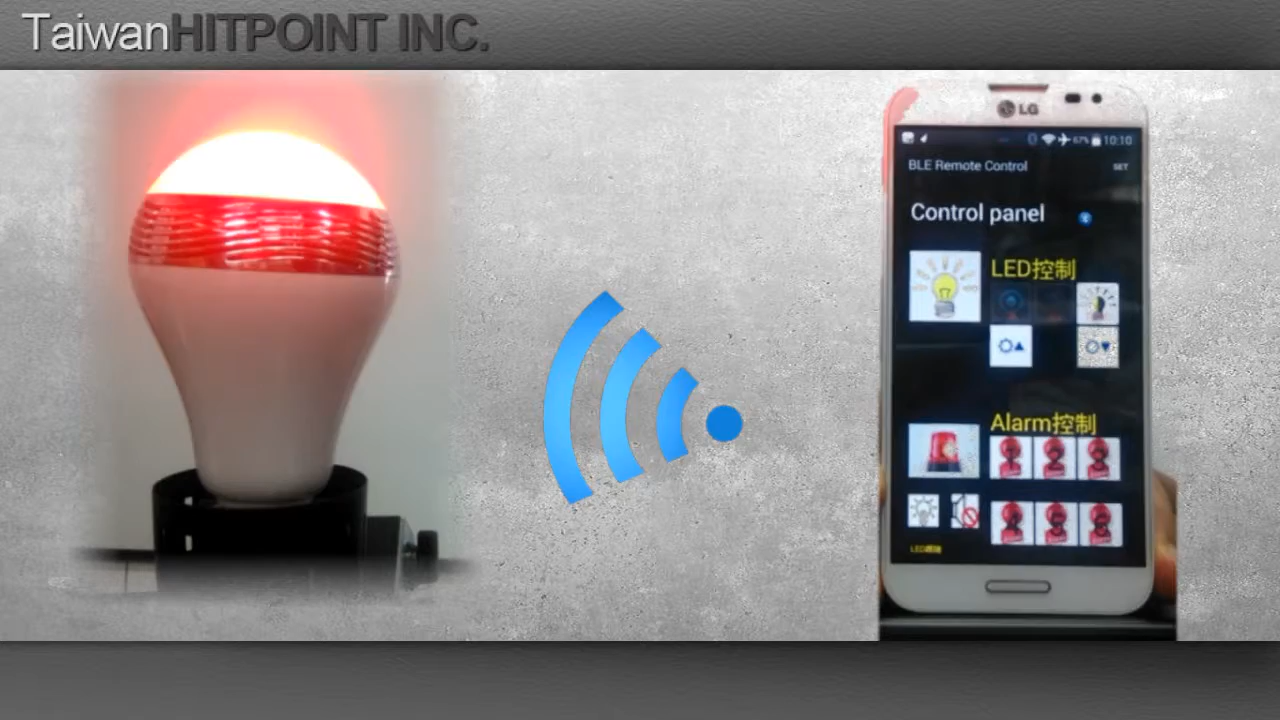 TaiwanHITPOINT INC.
LG
67% 10:10
BLE Remote Control
SET
Control panel
LED控制
Alarm控制